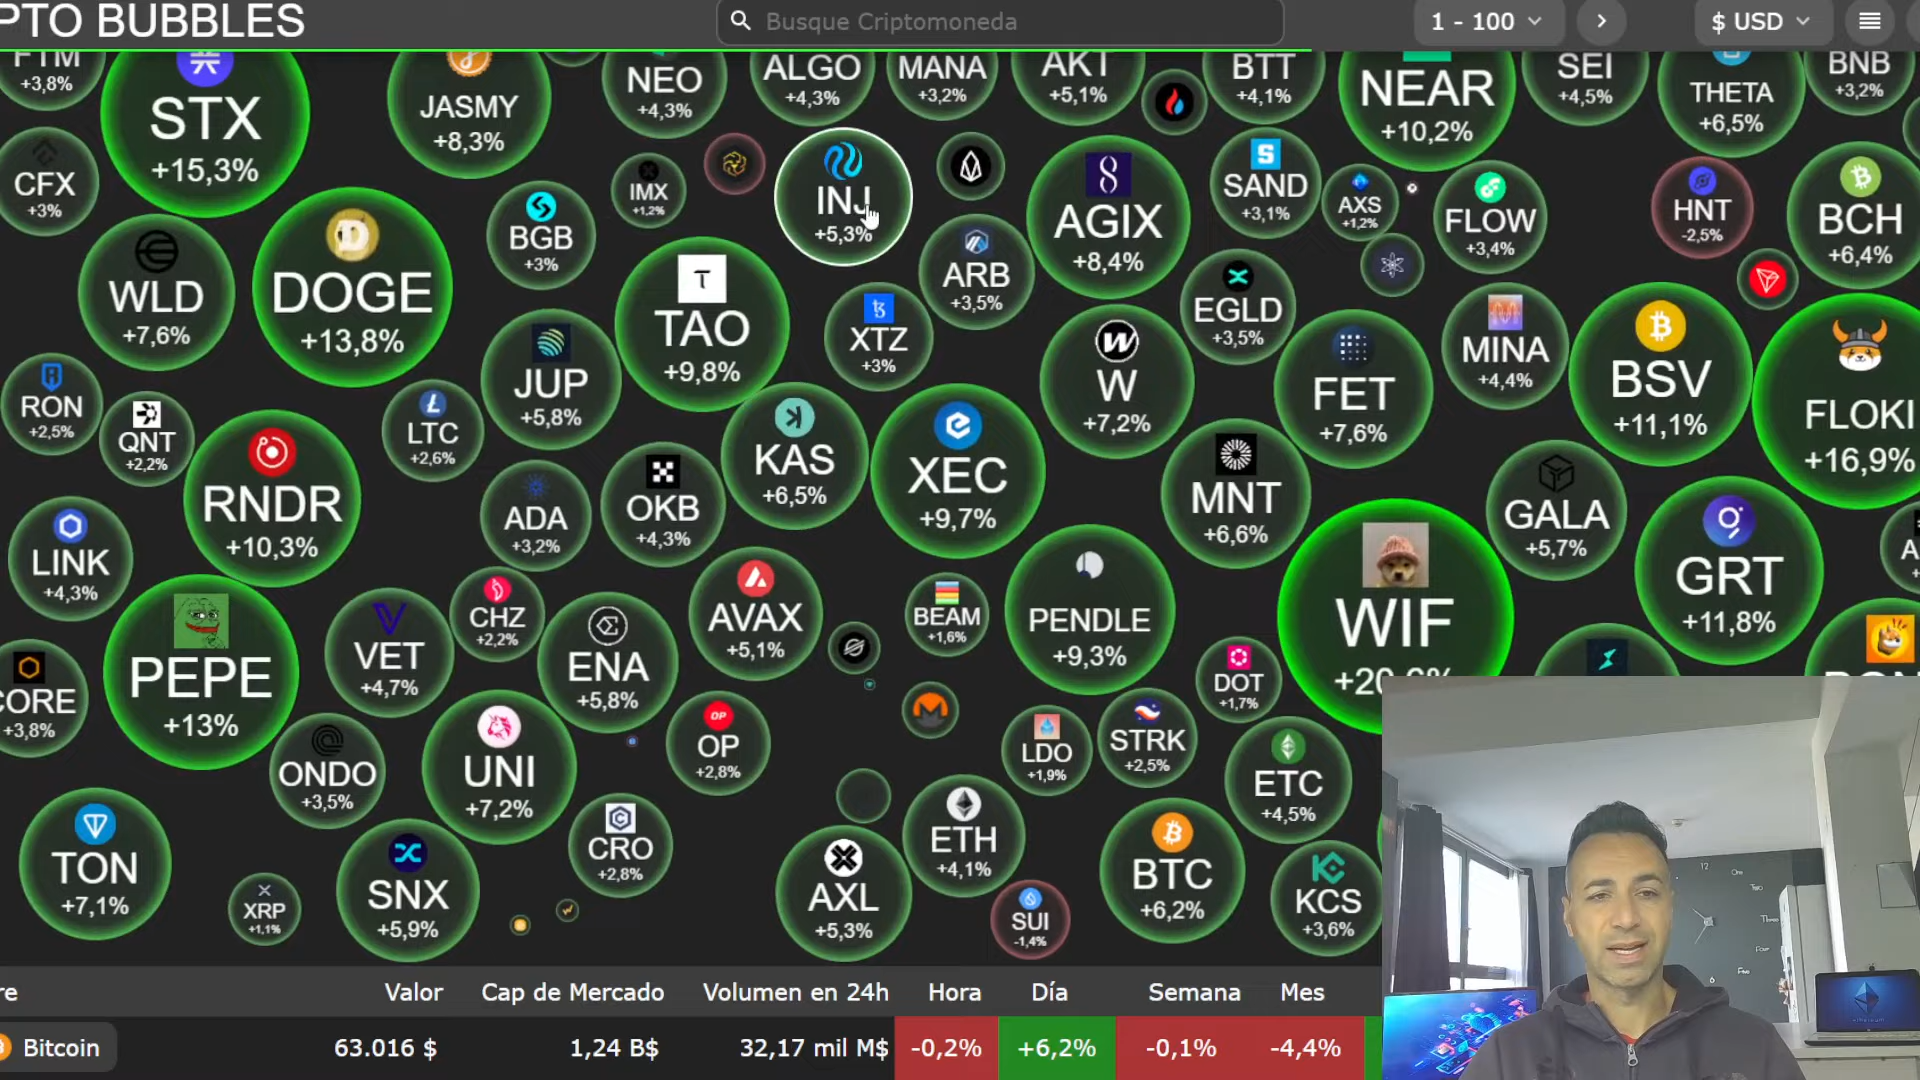 PTO BUBBLES
Busque Criptomoneda
1 - 100
$ USD
FTM
+3,8%
STX
+15,3%
JASMY
+8,3%
NEO
+4,3%
ALGO
+4,3%
MANA
+3,2%
AKT
+5,1%
BTT
+4,1%
NEAR
+10,2%
SEI
+4,5%
THETA
+6,5%
BNB
+3,2%
CFX
+3%
IMX
+1,2%
INJ
+5,3%
AGIX
+8,4%
SAND
+3,1%
AXS
+1,2%
FLOW
+3,4%
HNT
-2,5%
BCH
+6,4%
WLD
+7,6%
DOGE
+13,8%
BGB
+3%
TAO
+9,8%
ARB
+3,5%
XTZ
+3%
EGLD
+3,5%
MINA
+4,4%
BSV
+11,1%
FLOKI
+16,9%
RON
+2,5%
QNT
+2,2%
LTC
+2,6%
JUP
+5,8%
W
+7,2%
FET
+7,6%
RNDR
+10,3%
KAS
+6,5%
XEC
+9,7%
MNT
+6,6%
GALA
+5,7%
LINK
+4,3%
ADA
+3,2%
OKB
+4,3%
GRT
+11,8%
PEPE
+13%
VET
+4,7%
CHZ
+2,2%
ENA
+5,8%
AVAX
+5,1%
BEAM
+1,6%
PENDLE
+9,3%
WIF
DOT
+1,7%
CORE
+3,8%
ONDO
+3,5%
UNI
+7,2%
OP
+2,8%
LDO
+1,9%
STRK
+2,5%
ETC
+4,5%
TON
+7,1%
XRP
+1,1%
SNX
+5,9%
CRO
+2,8%
AXL
+5,3%
ETH
+4,1%
SUI
-1,4%
BTC
+6,2%
KCS
+3,6%
re Valor Cap de Mercado Volumen en 24h Hora Día Semana Mes
Bitcoin 63.016 $ 1,24 B$ 32,17 mil M$ -0,2% +6,2% -0,1% -4,4%